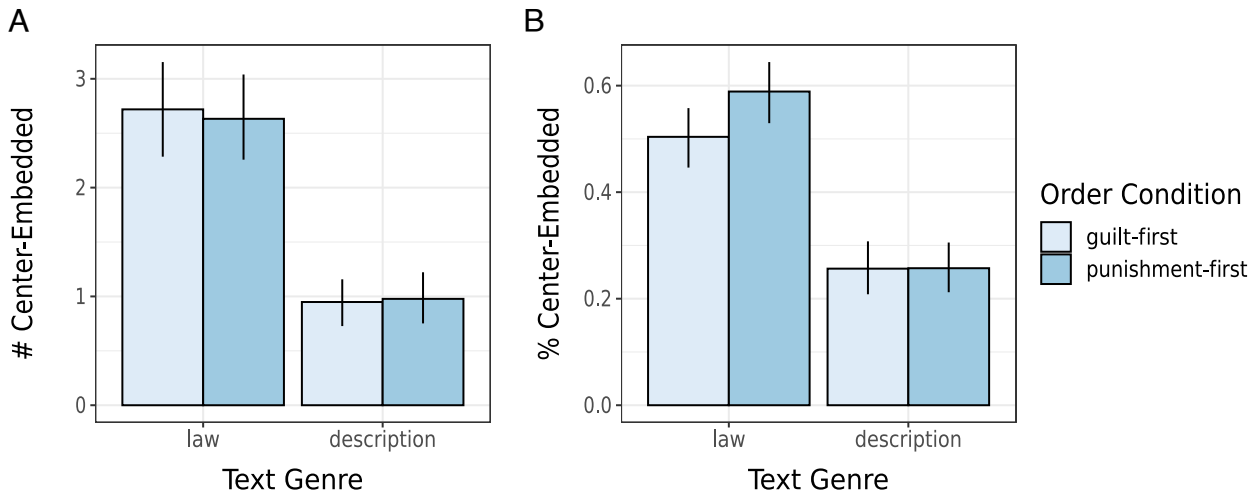 A
# Center-Embedded
3
2
1
0
law
description
Text Genre
B
% Center-Embedded
0.6
0.4
0.2
0.0
law
description
Text Genre
Order Condition
guilt-first
punishment-first